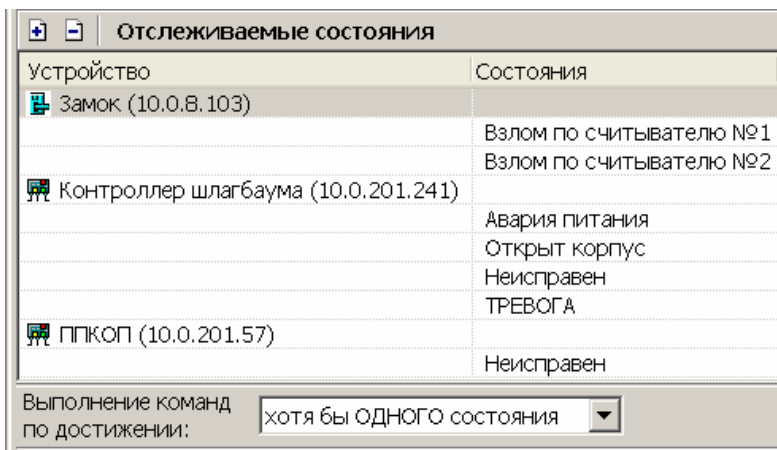 Отслеживаемые состояния
Устройство Состояния
Замок (10.0.8.103)
Взлом по считывателю №1
Взлом по считывателю №2
Контроллер шлагбаума (10.0.201.241)
Авария питания
Открыт корпус
Неисправен
ТРЕВОГА
ППКОП (10.0.201.57)
Неисправен
Выполнение команд
по достижении:
хотя бы ОДНОГО состояния